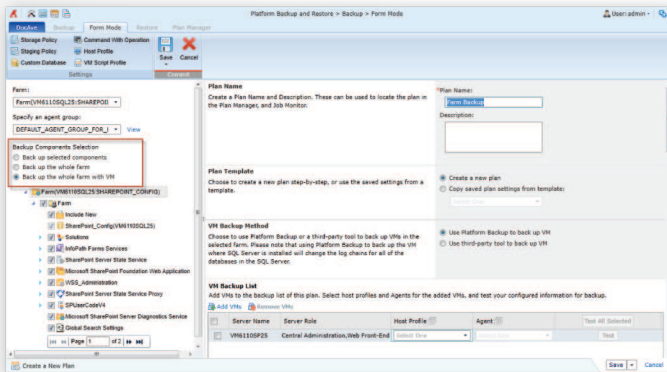 Platform Backup and Restore > Backup > Form Mode
User: admin
DocAve Backup Form Mode Restore Plan Manager
Storage Policy Command With Operation
Staging Policy Host Profile
Custom Database VM Script Profile
Save Cancel
Settings Commit
Farm:
Farm(VM6110SQL25:SHAREPOI
Specify an agent group:
DEFAULT_AGENT_GROUP_FOR_I View
Backup Components Selection
Back up selected components
Back up the whole farm
Back up the whole farm with VM
Farm(VM6110SQL25:SHAREPOINT_CONFIG)
Farm
Include New
SharePoint_Config(VM6110SQL25)
Solutions
InfoPath Forms Services
SharePoint Server State Service
Microsoft SharePoint Foundation Web Application
WSS_Administration
SharePoint Server State Service Proxy
SPUserCodeV4
Microsoft SharePoint Server Diagnostics Service
Global Search Settings
Page 1 of 2
Create a New Plan
Plan Name
Create a Plan Name and Description. These can be used to locate the plan in
the Plan Manager, and Job Monitor.
*Plan Name:
Farm Backup
Description:
Plan Template
Choose to create a new plan step-by-step, or use the saved settings from a
template.
Create a new plan
Copy saved plan settings from template:
VM Backup Method
Choose to use Platform Backup or a third-party tool to back up VMs in the
selected farm. Please note that using Platform Backup to back up the VM
where SQL Server is installed will change the log chains for all of the
databases in the SQL Server.
Use Platform Backup to back up VM
Use third-party tool to back up VM
VM Backup List
Add VMs to the backup list of this plan. Select host profiles and Agents for the added VMs, and test your configured information for backup.
Add VMs Remove VMs
Server Name Server Role Host Profile Agent Test All Selected
VM6110SP25 Central Administration,Web Front-End Select One Test
Save Cancel